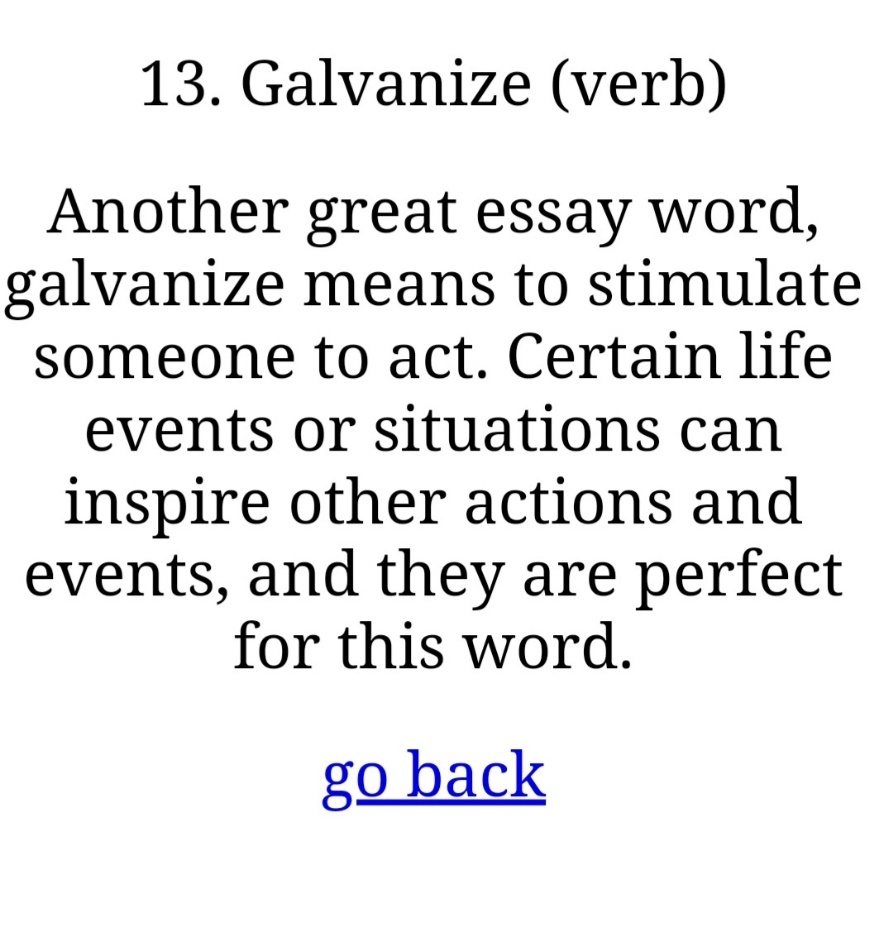 13. Galvanize (verb)
Another great essay word,
galvanize means to stimulate
someone to act. Certain life
events or situations can
inspire other actions and
events, and they are perfect
for this word.
go back